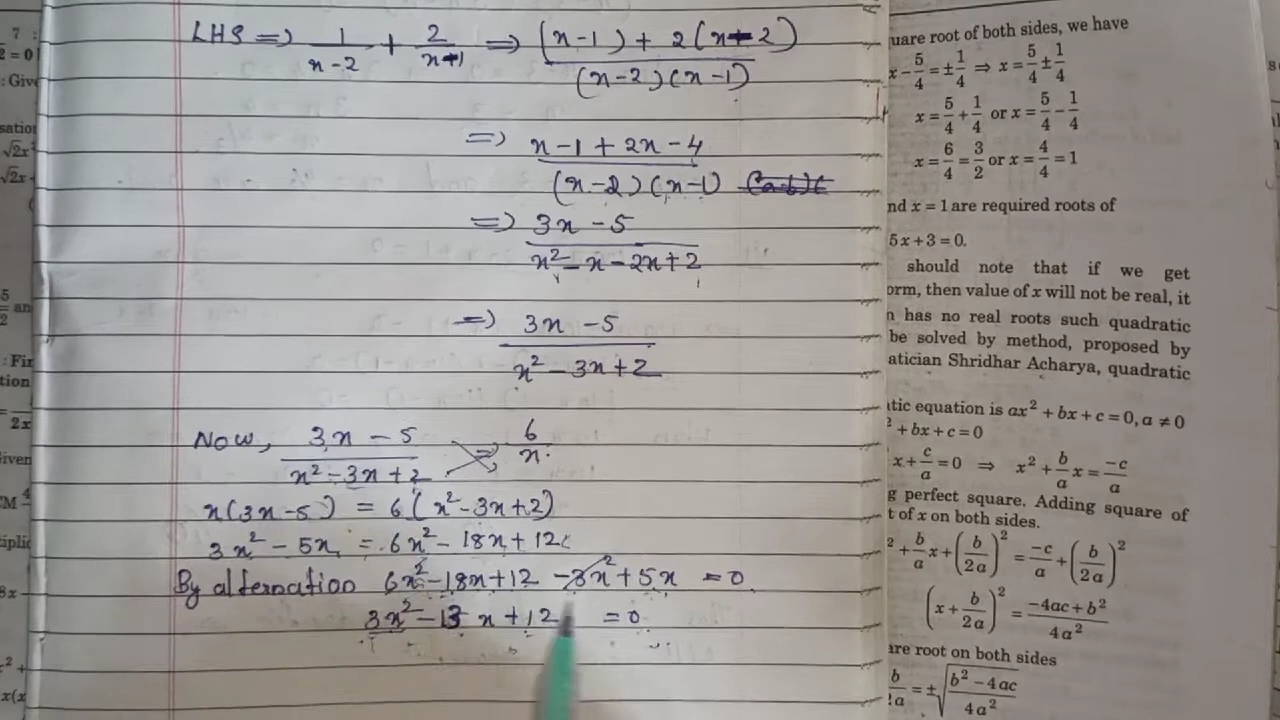 LHS ⇒ 1/(x-2) + 2/(x-1) ⇒ ((x-1) + 2(x-2))/((x-2)(x-1))
⇒ (x-1+2x-4)/((x-2)(x-1))
⇒ (3x-5)/(x²-x-2x+2)
⇒ (3x-5)/(x²-3x+2)
Now, (3x-5)/(x²-3x+2) = 6/x
x(3x-5) = 6(x²-3x+2)
3x²-5x = 6x²-18x+12
By alternation 6x²-18x+12-3x²+5x = 0
3x²-13x+12 = 0
uare root of both sides, we have
x - 5/4 = ± 1/4 ⇒ x = 5/4 ± 1/4
x = 5/4 + 1/4 or x = 5/4 - 1/4
x = 6/4 = 3/2 or x = 4/4 = 1
nd x = 1 are required roots of
5x + 3 = 0.
should note that if we get
orm, then value of x will not be real, it
n has no real roots such quadratic
be solved by method, proposed by
atician Shridhar Acharya, quadratic
tic equation is ax² + bx + c = 0, a ≠ 0
² + bx + c = 0
x + c/a = 0 ⇒ x² + b/a x = -c/a
g perfect square. Adding square of
t of x on both sides.
² + b/a x + (b/2a)² = -c/a + (b/2a)²
(x + b/2a)² = (-4ac + b²)/4a²
are root on both sides
b/2a = ±√((b² - 4ac)/4a²)